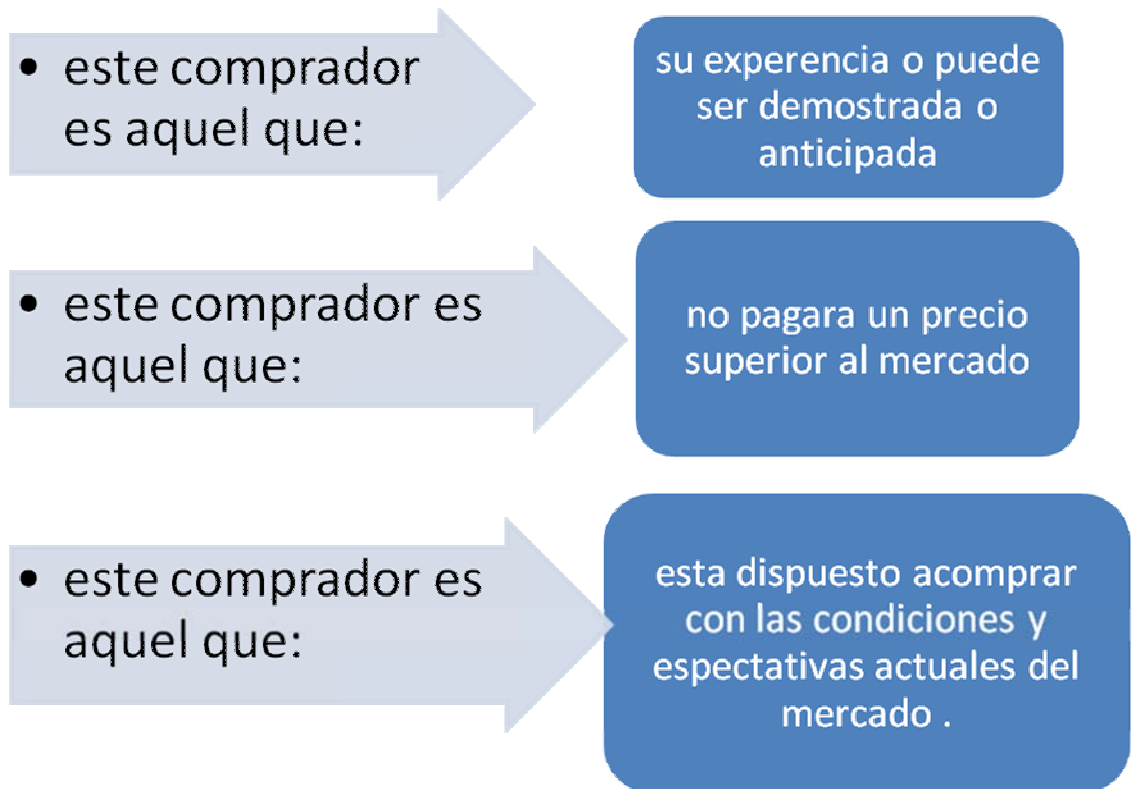 • este comprador
es aquel que:
su experencia o puede
ser demostrada o
anticipada
• este comprador es
aquel que:
no pagara un precio
superior al mercado
• este comprador es
aquel que:
esta dispuesto acomprar
con las condiciones y
espectativas actuales del
mercado .